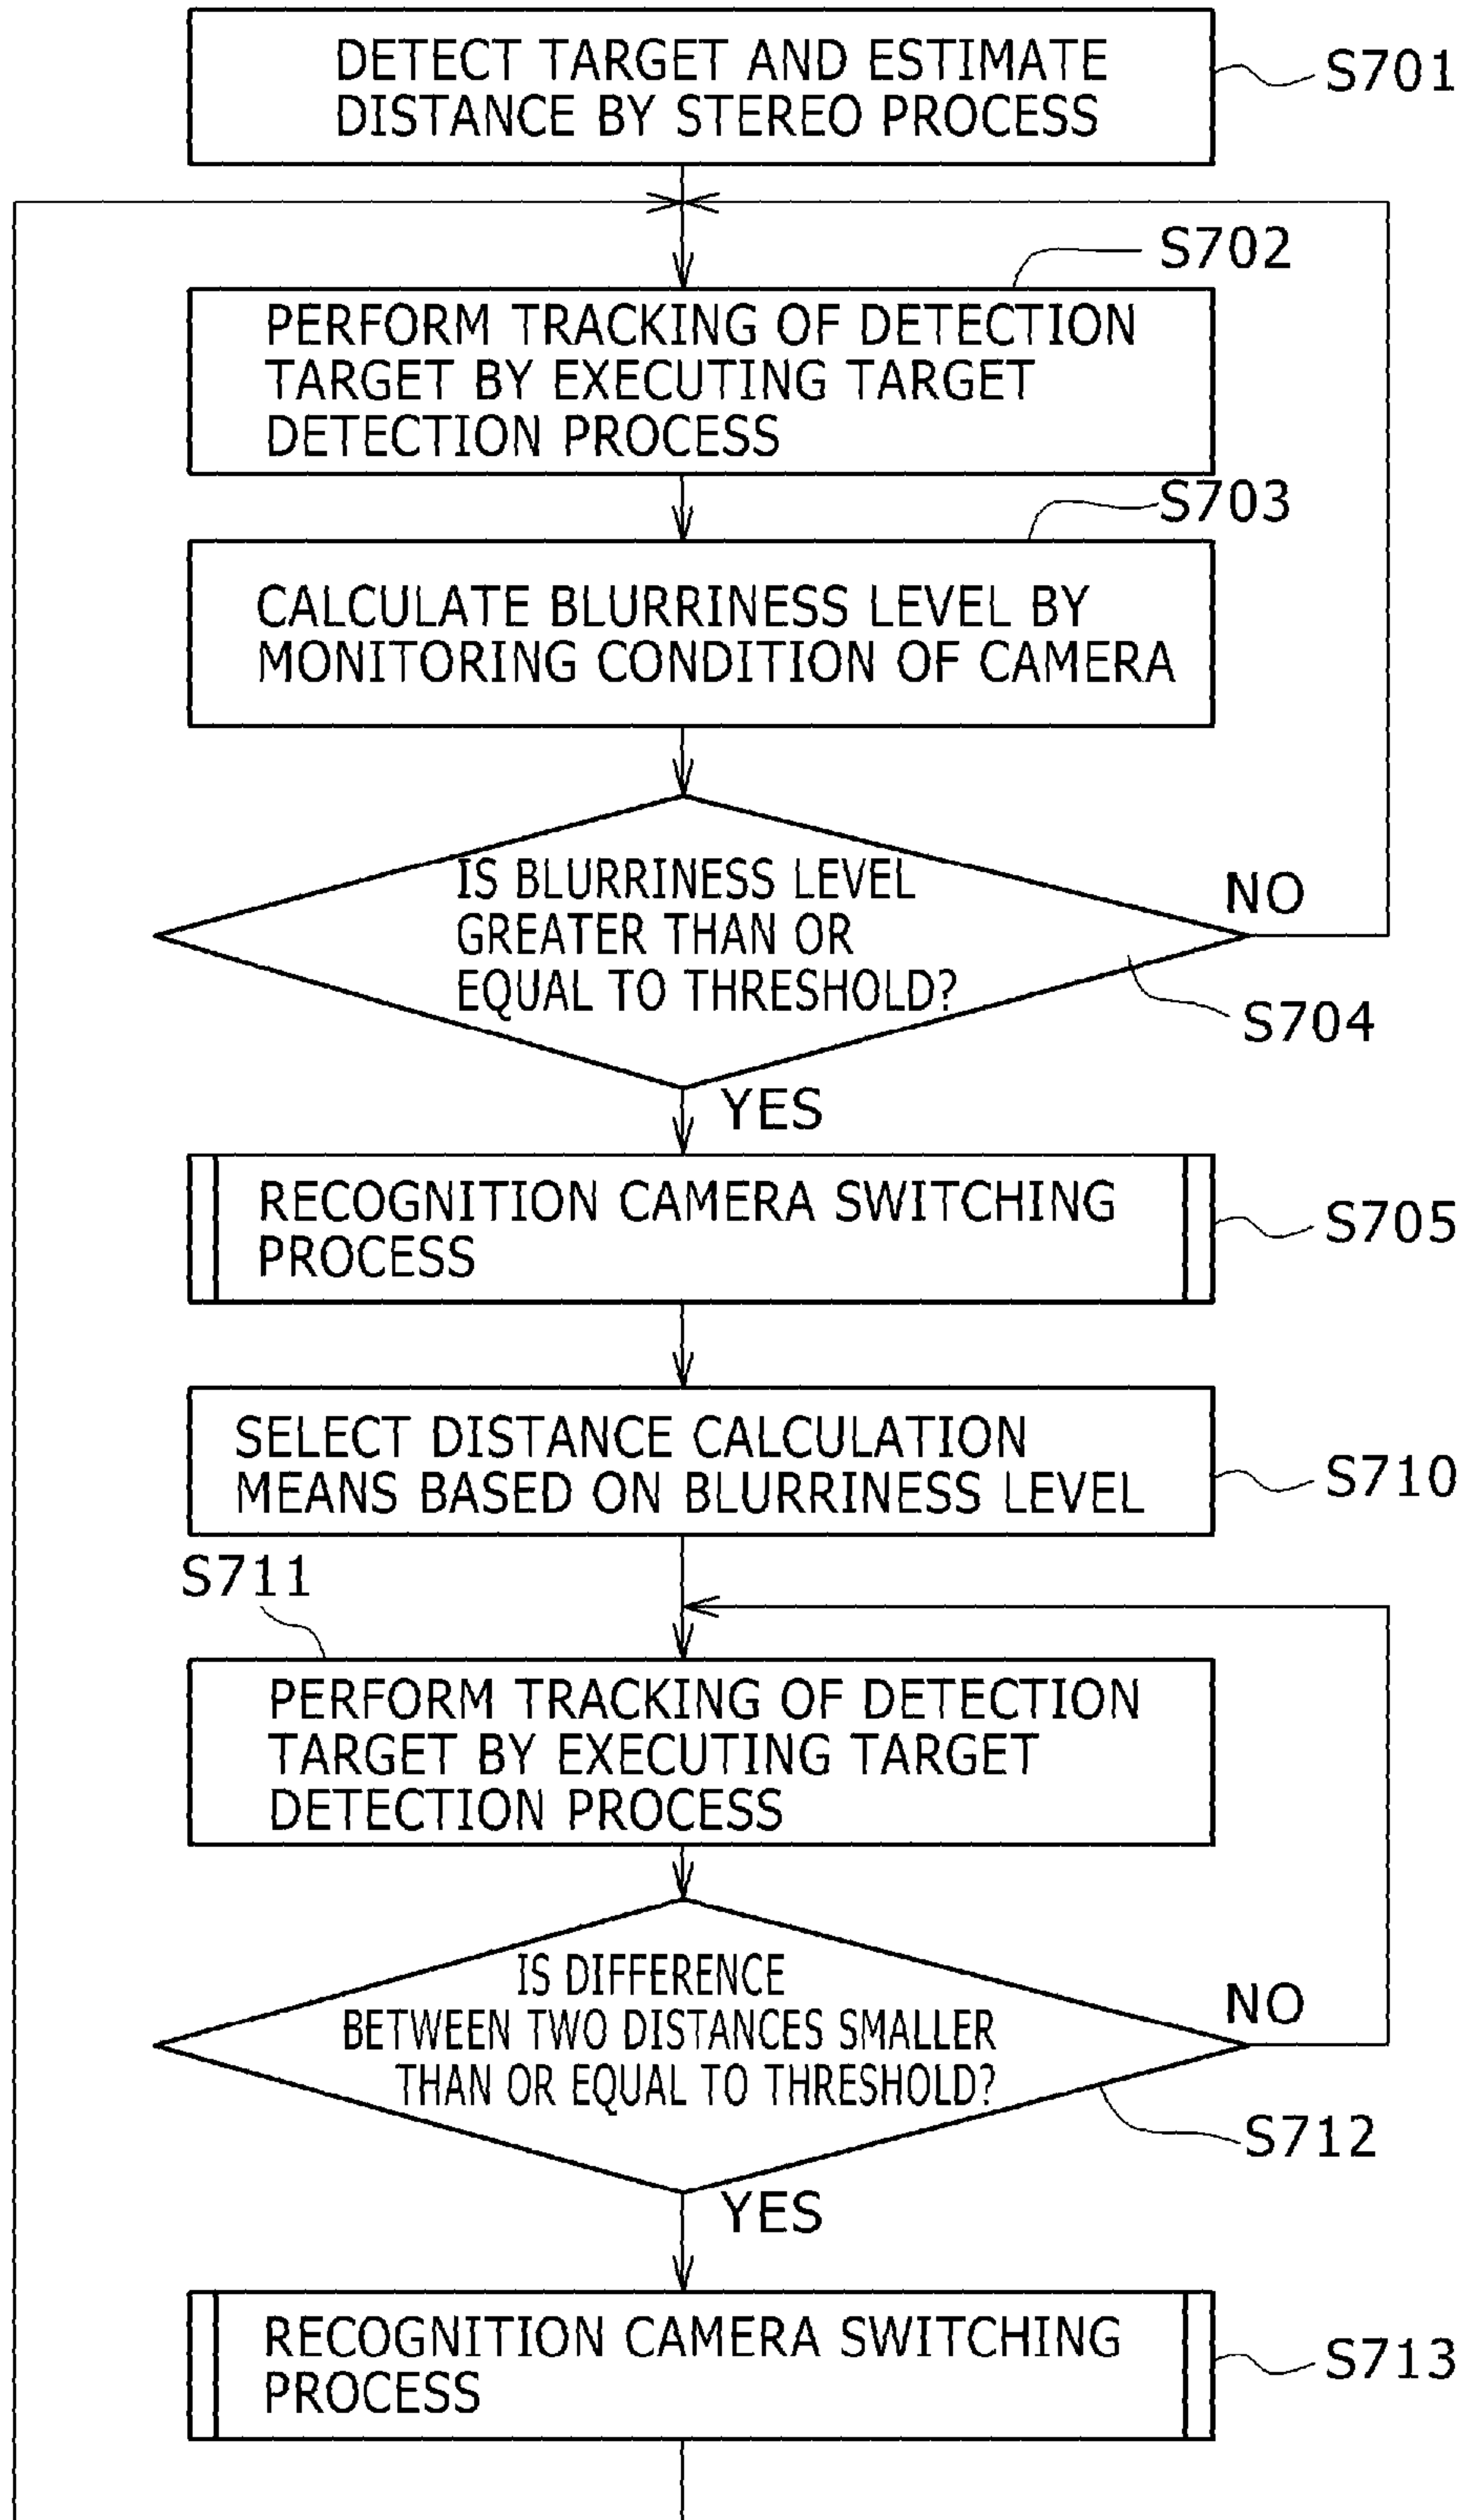 DETECT TARGET AND ESTIMATE
DISTANCE BY STEREO PROCESS
S701
S702
PERFORM TRACKING OF DETECTION
TARGET BY EXECUTING TARGET
DETECTION PROCESS
S703
CALCULATE BLURRINESS LEVEL BY
MONITORING CONDITION OF CAMERA
IS BLURRINESS LEVEL
GREATER THAN OR
EQUAL TO THRESHOLD?
NO
S704
YES
RECOGNITION CAMERA SWITCHING
PROCESS
S705
SELECT DISTANCE CALCULATION
MEANS BASED ON BLURRINESS LEVEL
S710
S711
PERFORM TRACKING OF DETECTION
TARGET BY EXECUTING TARGET
DETECTION PROCESS
IS DIFFERENCE
BETWEEN TWO DISTANCES SMALLER
THAN OR EQUAL TO THRESHOLD?
NO
S712
YES
RECOGNITION CAMERA SWITCHING
PROCESS
S713